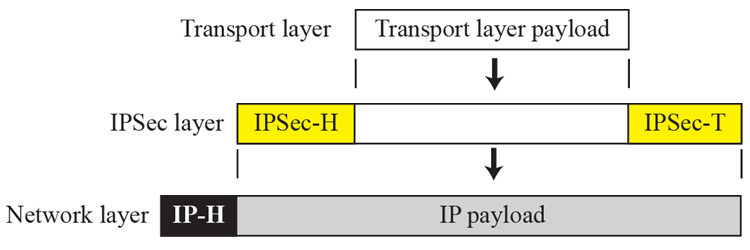 Transport layer Transport layer payload
IPSec layer IPSec-H IPSec-T
Network layer IP-H IP payload